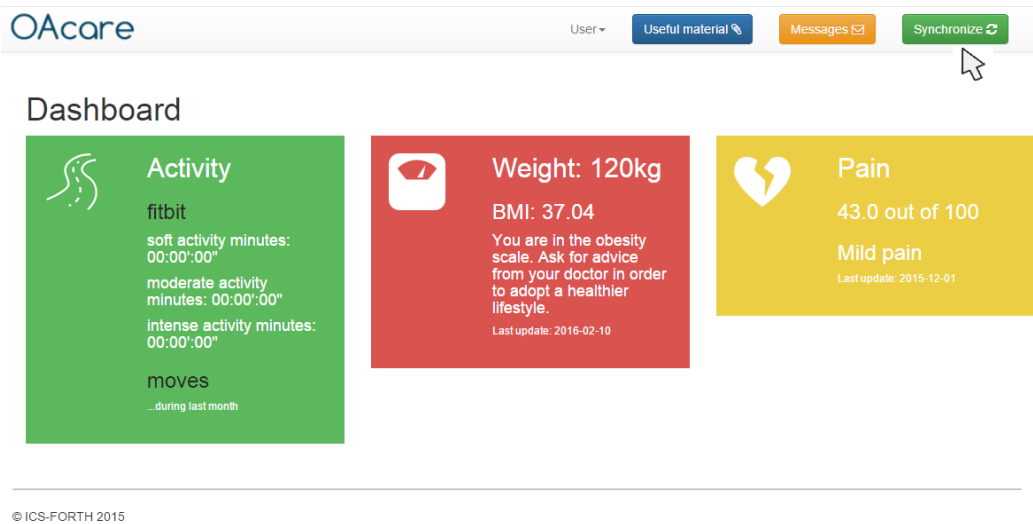 OAcare
User
Useful material
Messages
Synchronize
Dashboard
Activity
fitbit
soft activity minutes:
00:00':00"
moderate activity
minutes: 00:00':00"
intense activity minutes:
00:00':00"
moves
...during last month
Weight: 120kg
BMI: 37.04
You are in the obesity
scale. Ask for advice
from your doctor in order
to adopt a healthier
lifestyle.
Last update: 2016-02-10
Pain
43.0 out of 100
Mild pain
Last update: 2015-12-01
© ICS-FORTH 2015